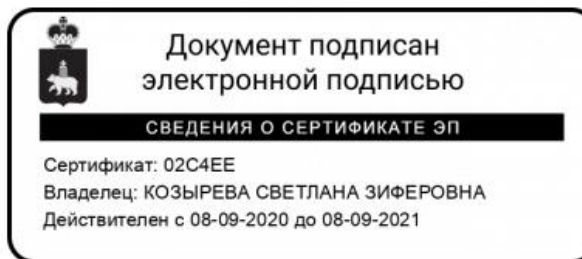 Документ подписан
электронной подписью
СВЕДЕНИЯ О СЕРТИФИКАТЕ ЭП
Сертификат: 02C4EE
Владелец: КОЗЫРЕВА СВЕТЛАНА ЗИФЕРОВНА
Действителен с 08-09-2020 до 08-09-2021